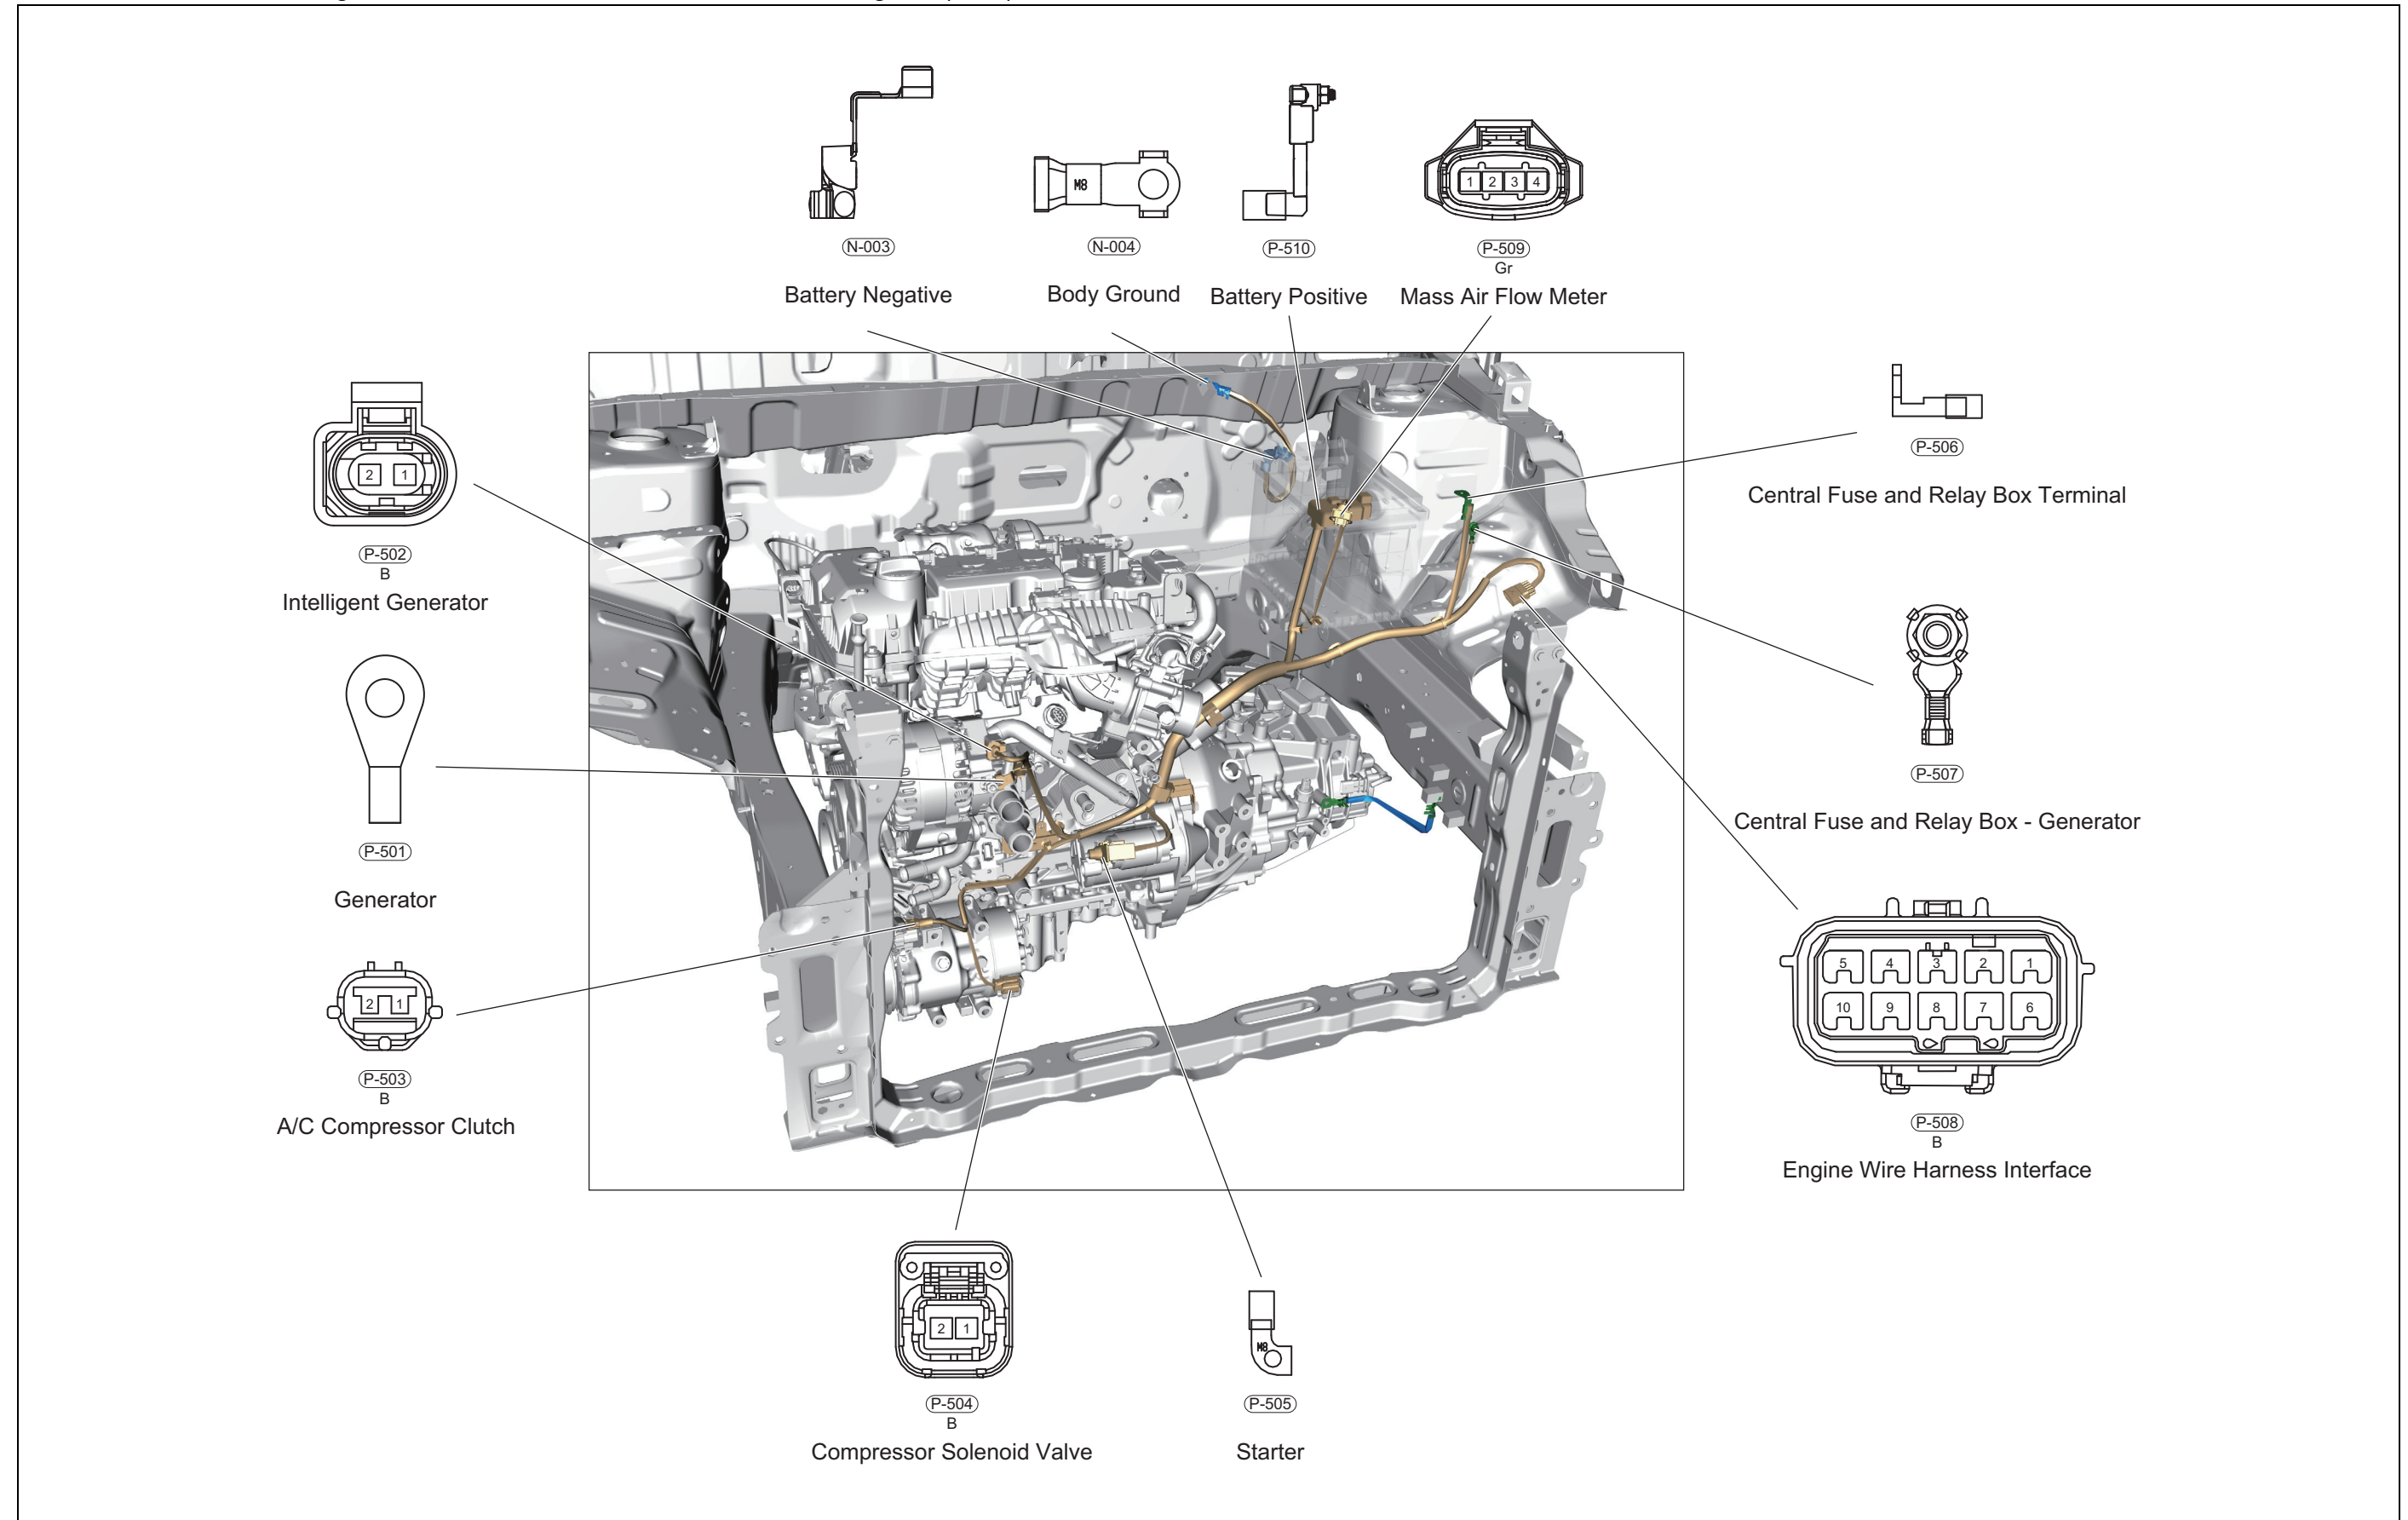 M8
1 2 3 4
N-003
N-004
P-510
P-509
Gr
Battery Negative
Body Ground
Battery Positive
Mass Air Flow Meter
2 1
P-502
B
Intelligent Generator
P-506
Central Fuse and Relay Box Terminal
P-501
Generator
P-507
Central Fuse and Relay Box - Generator
2 1
P-503
B
A/C Compressor Clutch
5 4 3 2 1
10 9 8 7 6
P-508
B
Engine Wire Harness Interface
2 1
P-504
B
Compressor Solenoid Valve
M8
P-505
Starter